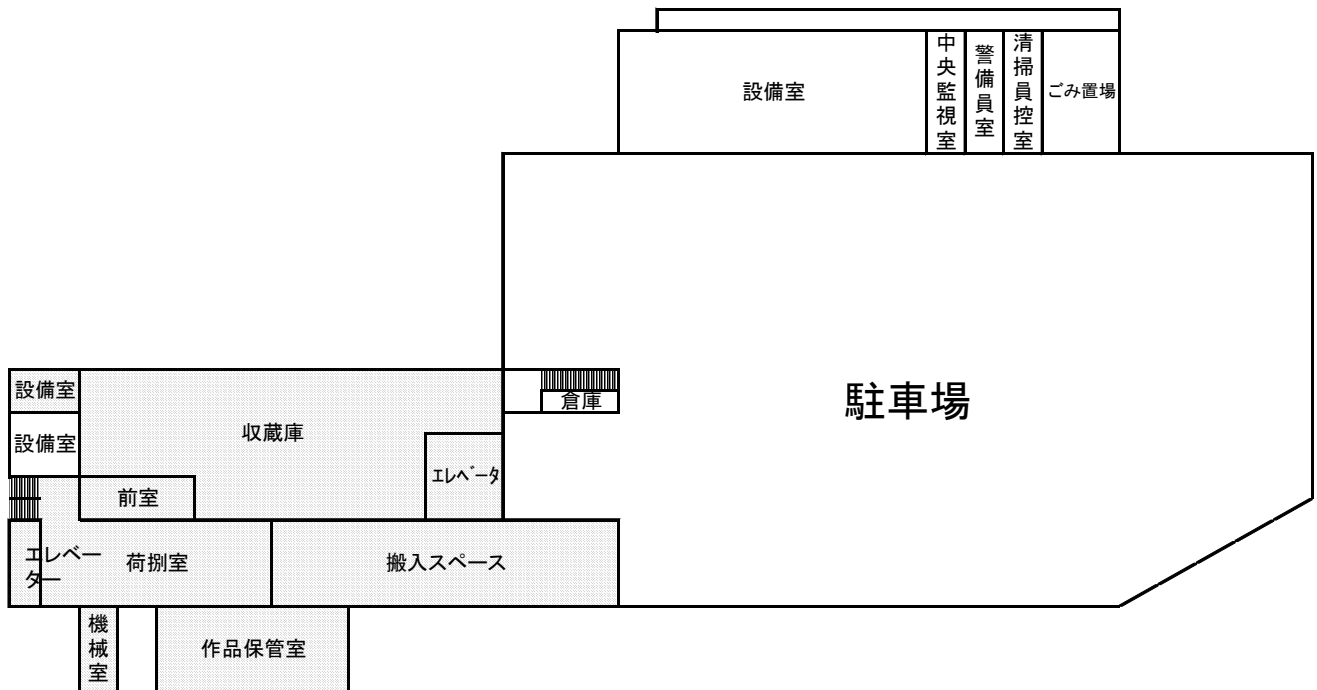 設備室
中央監視室
警備員室
清掃員控室
ごみ置場
駐車場
設備室
倉庫
設備室
収蔵庫
エレベータ
前室
エレベー
ター
荷捌室
搬入スペース
機械室
作品保管室